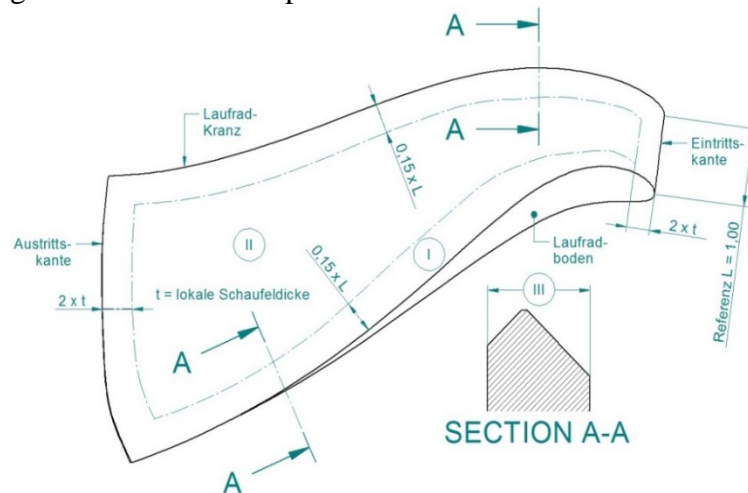 A
A
Laufrad-
Kranz
0,15 x L
Eintritts-
kante
Austritts-
kante
II
I
2 x t
t = lokale Schaufeldicke
0,15 x L
Laufrad-
boden
2 x t
Referenz L = 1,00
III
A
A
SECTION A-A